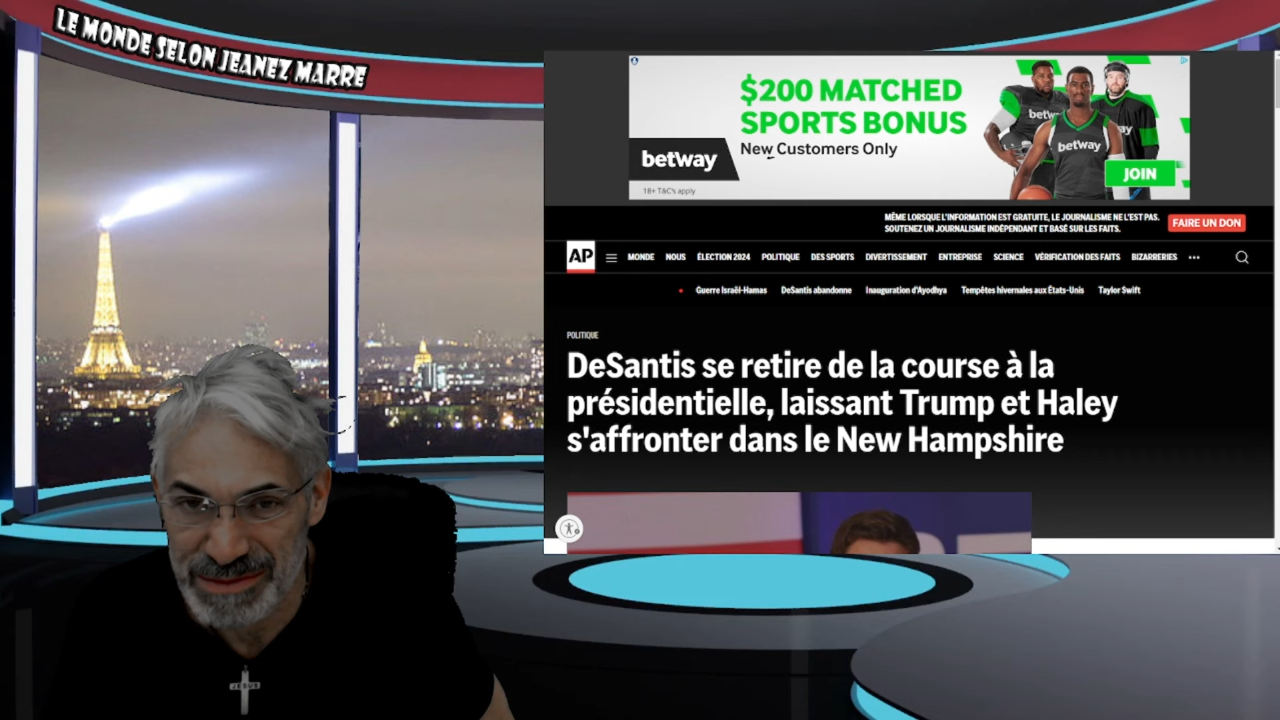 LE MONDE SELON JEANEZ MARRE
$200 MATCHED
SPORTS BONUS
New Customers Only
betway
18+ T&C's apply
betway
betway
JOIN
MÊME LORSQUE L'INFORMATION EST GRATUITE, LE JOURNALISME NE L'EST PAS.
SOUTENEZ UN JOURNALISME INDÉPENDANT ET BASÉ SUR LES FAITS.
FAIRE UN DON
AP
MONDE NOUS ÉLECTION 2024 POLITIQUE DES SPORTS DIVERTISSEMENT ENTREPRISE SCIENCE VÉRIFICATION DES FAITS BIZARRERIES
Guerre Israël-Hamas DeSantis abandonne Inauguration d'Ayodhya Tempêtes hivernales aux États-Unis Taylor Swift
POLITIQUE
DeSantis se retire de la course à la
présidentielle, laissant Trump et Haley
s'affronter dans le New Hampshire
JESUS